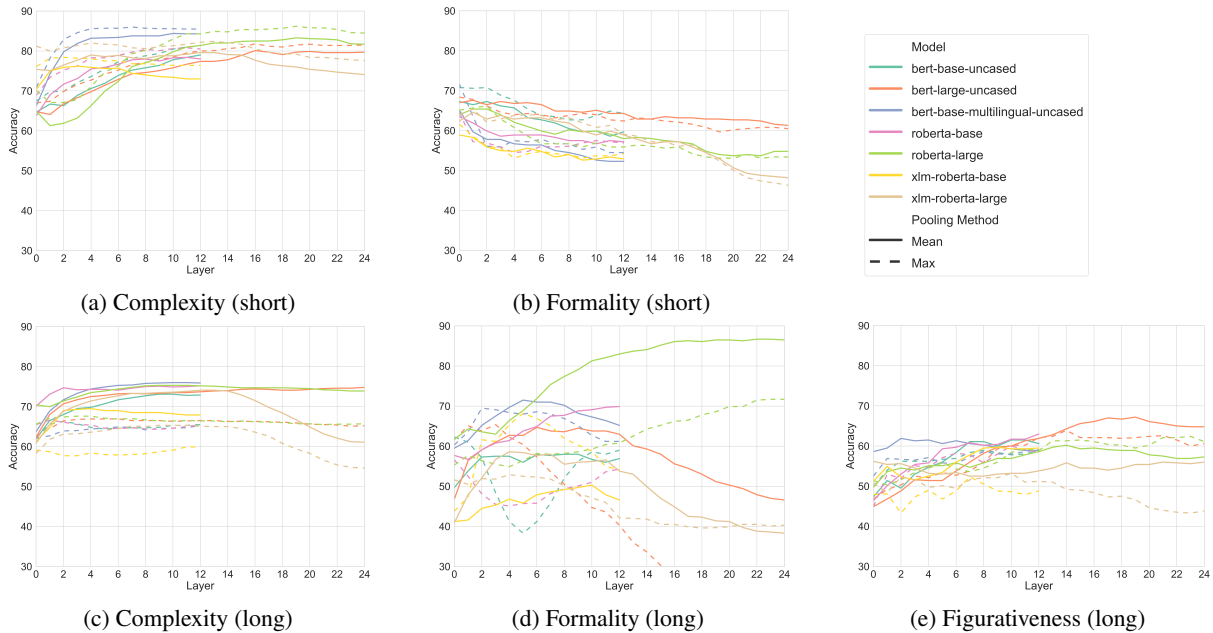 90
80
70
60
50
40
30
Accuracy
0 2 4 6 8 10 12 14 16 18 20 22 24
Layer
(a) Complexity (short)
90
80
70
60
50
40
30
Accuracy
0 2 4 6 8 10 12 14 16 18 20 22 24
Layer
(b) Formality (short)
Model
bert-base-uncased
bert-large-uncased
bert-base-multilingual-uncased
roberta-base
roberta-large
xlm-roberta-base
xlm-roberta-large
Pooling Method
Mean
Max
90
80
70
60
50
40
30
Accuracy
0 2 4 6 8 10 12 14 16 18 20 22 24
Layer
(c) Complexity (long)
90
80
70
60
50
40
30
Accuracy
0 2 4 6 8 10 12 14 16 18 20 22 24
Layer
(d) Formality (long)
90
80
70
60
50
40
30
Accuracy
0 2 4 6 8 10 12 14 16 18 20 22 24
Layer
(e) Figurativeness (long)